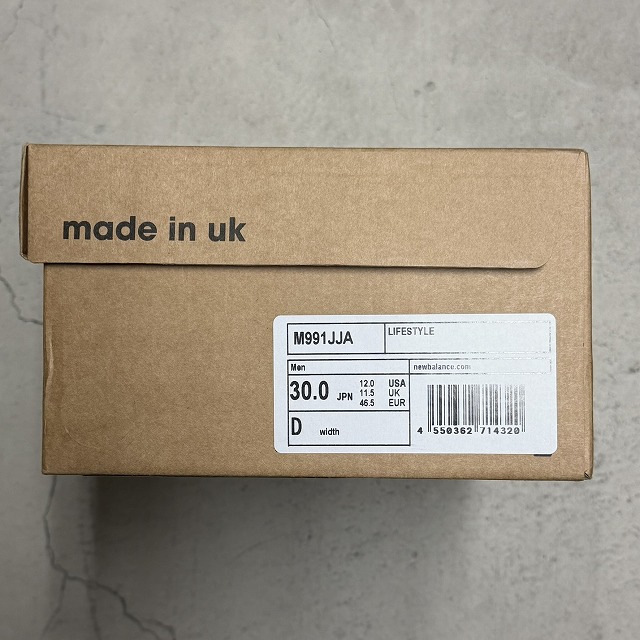 made in uk
M991JJA LIFESTYLE
Men newbalance.com
30.0 JPN 12.0 USA
11.5 UK
46.5 EUR
D width
4 550362 714320